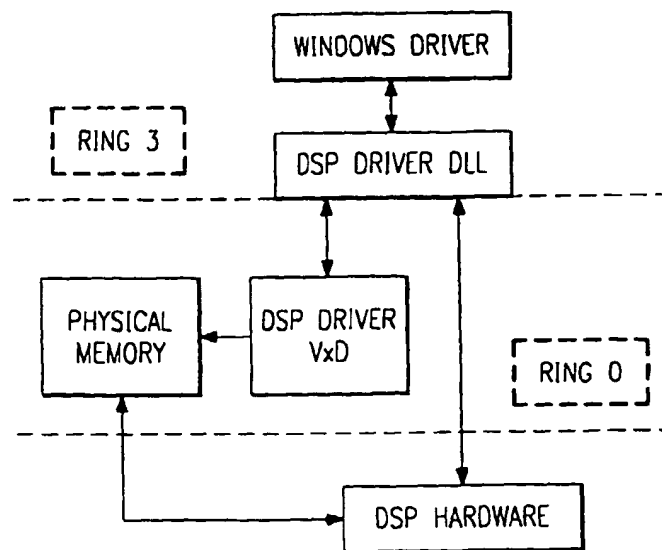 WINDOWS DRIVER
RING 3
DSP DRIVER DLL
PHYSICAL
MEMORY
DSP DRIVER
VxD
RING 0
DSP HARDWARE